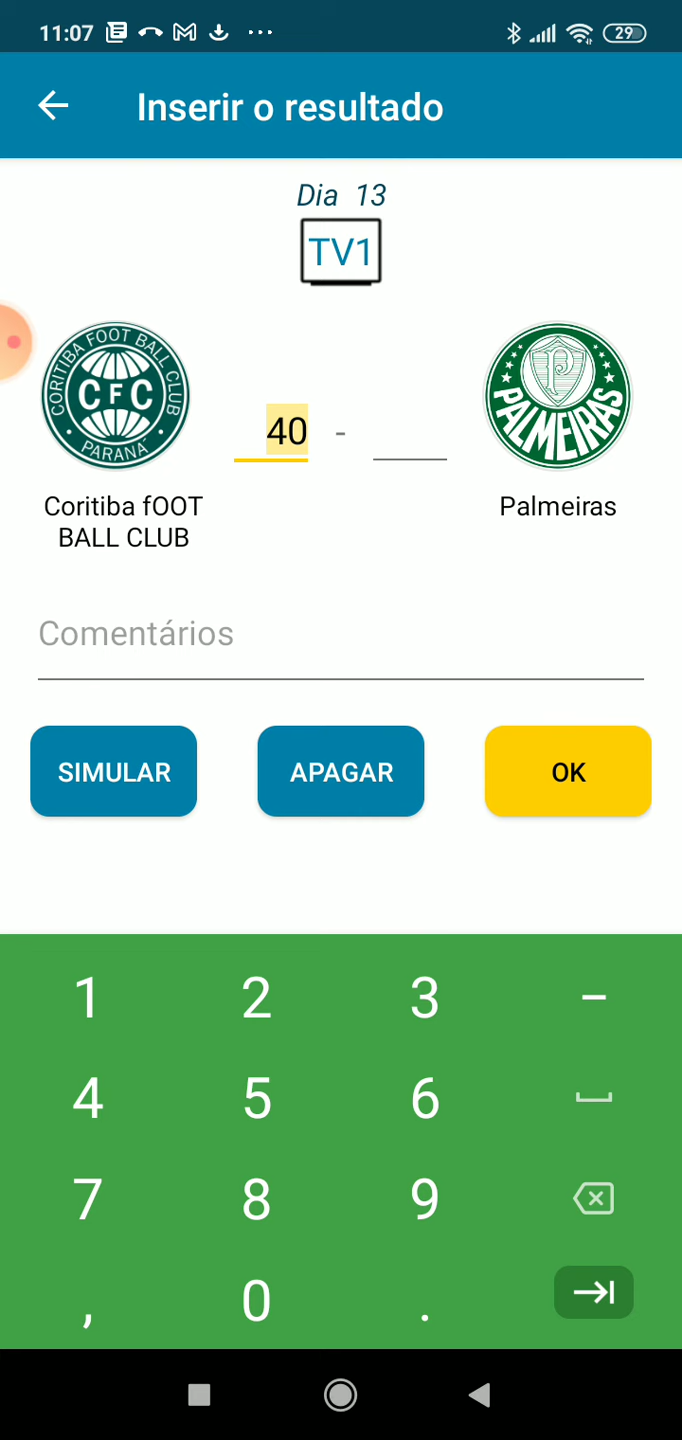 11:07
29
Inserir o resultado
Dia 13
TV1
CORITIBA FOOT BALL CLUB
CFC
PARANÁ
P
PALMEIRAS
40 -
Coritiba fOOT
BALL CLUB
Palmeiras
Comentários
SIMULAR APAGAR OK
1 2 3 –
4 5 6
7 8 9
, 0 .